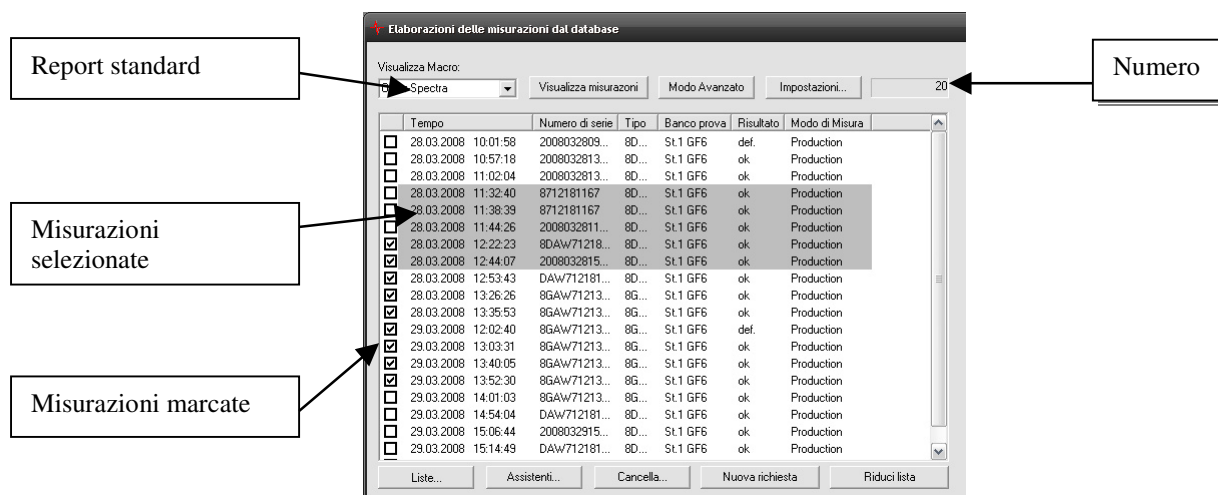 Elaborazioni delle misurazioni dal database
Report standard
Numero
Visualizza Macro:
Spectra
Visualizza misurazoni
Modo Avanzato
Impostazioni...
20
Tempo Numero di serie Tipo Banco prova Risultato Modo di Misura
28.03.2008 10:01:58 2008032809... 8D... St.1 GF6 def. Production
28.03.2008 10:57:18 2008032813... 8D... St.1 GF6 ok Production
28.03.2008 11:02:04 2008032813... 8D... St.1 GF6 ok Production
28.03.2008 11:32:40 8712181167 8D... St.1 GF6 ok Production
28.03.2008 11:38:39 8712181167 8D... St.1 GF6 ok Production
28.03.2008 11:44:26 2008032811... 8D... St.1 GF6 ok Production
28.03.2008 12:22:23 8DAW71218... 8D... St.1 GF6 ok Production
28.03.2008 12:44:07 2008032815... 8D... St.1 GF6 ok Production
28.03.2008 12:53:43 DAW712181... 8D... St.1 GF6 ok Production
28.03.2008 13:26:26 8GAW71213... 8G... St.1 GF6 ok Production
28.03.2008 13:35:53 8GAW71213... 8G... St.1 GF6 ok Production
29.03.2008 12:02:40 8GAW71213... 8G... St.1 GF6 def. Production
29.03.2008 13:03:31 8GAW71213... 8G... St.1 GF6 ok Production
29.03.2008 13:40:05 8GAW71213... 8G... St.1 GF6 ok Production
29.03.2008 13:52:30 8GAW71213... 8G... St.1 GF6 ok Production
29.03.2008 14:01:03 8GAW71213... 8G... St.1 GF6 ok Production
29.03.2008 14:54:04 DAW712181... 8D... St.1 GF6 ok Production
29.03.2008 15:06:44 2008032915... 8D... St.1 GF6 ok Production
29.03.2008 15:14:49 DAW712181... 8D... St.1 GF6 ok Production
Misurazioni
selezionate
Misurazioni marcate
Liste...
Assistenti...
Cancella...
Nuova richiesta
Riduci lista